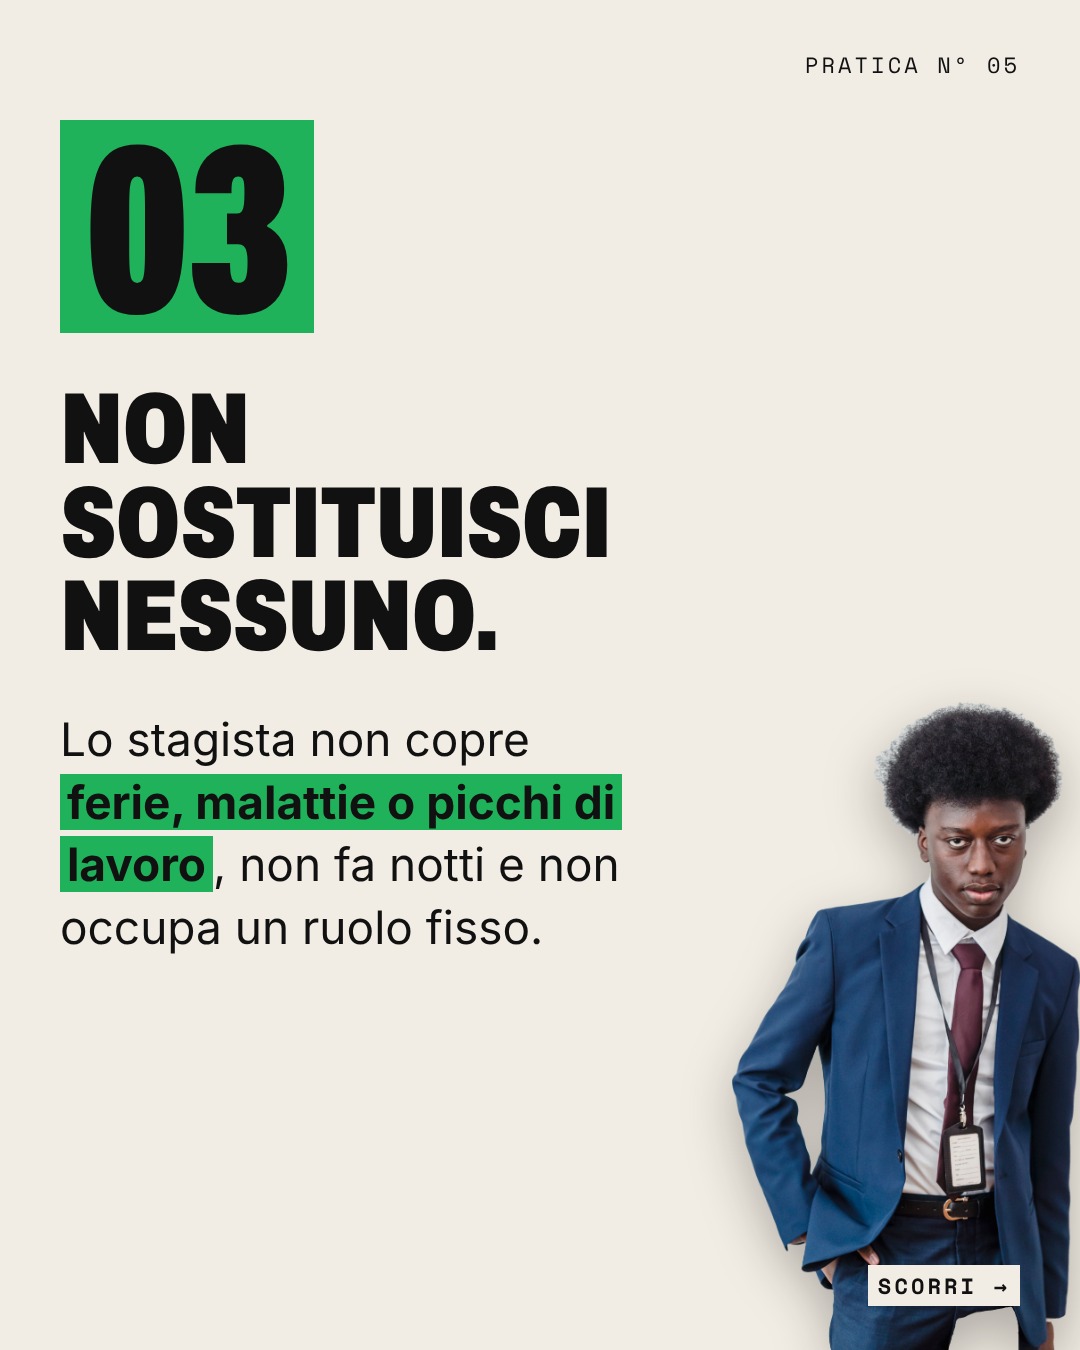 PRATICA N° 05
03
NON
SOSTITUISCI
NESSUNO.
Lo stagista non copre
ferie, malattie o picchi di
lavoro, non fa notti e non
occupa un ruolo fisso.
SCORRI →